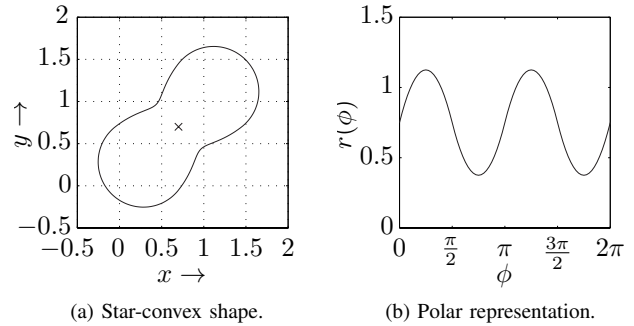 2
1.5
1
0.5
0
−0.5
y →
−0.5 0 0.5 1 1.5 2
x →
(a) Star-convex shape.
1.5
1
0.5
0
r(ϕ)
0 π/2 π 3π/2 2π
ϕ
(b) Polar representation.